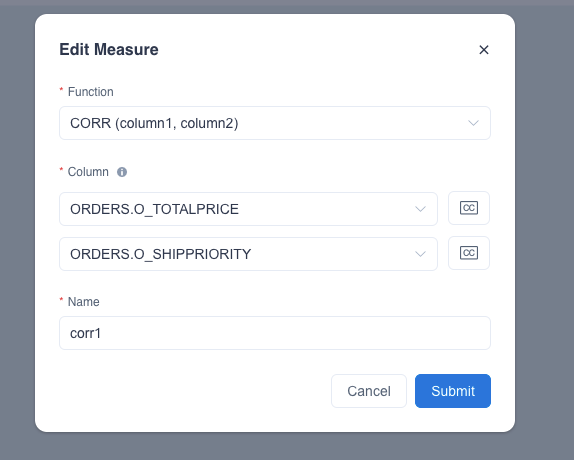 Edit Measure
* Function
CORR (column1, column2)
* Column
ORDERS.O_TOTALPRICE
CC
ORDERS.O_SHIPPRIORITY
CC
* Name
corr1
Cancel
Submit